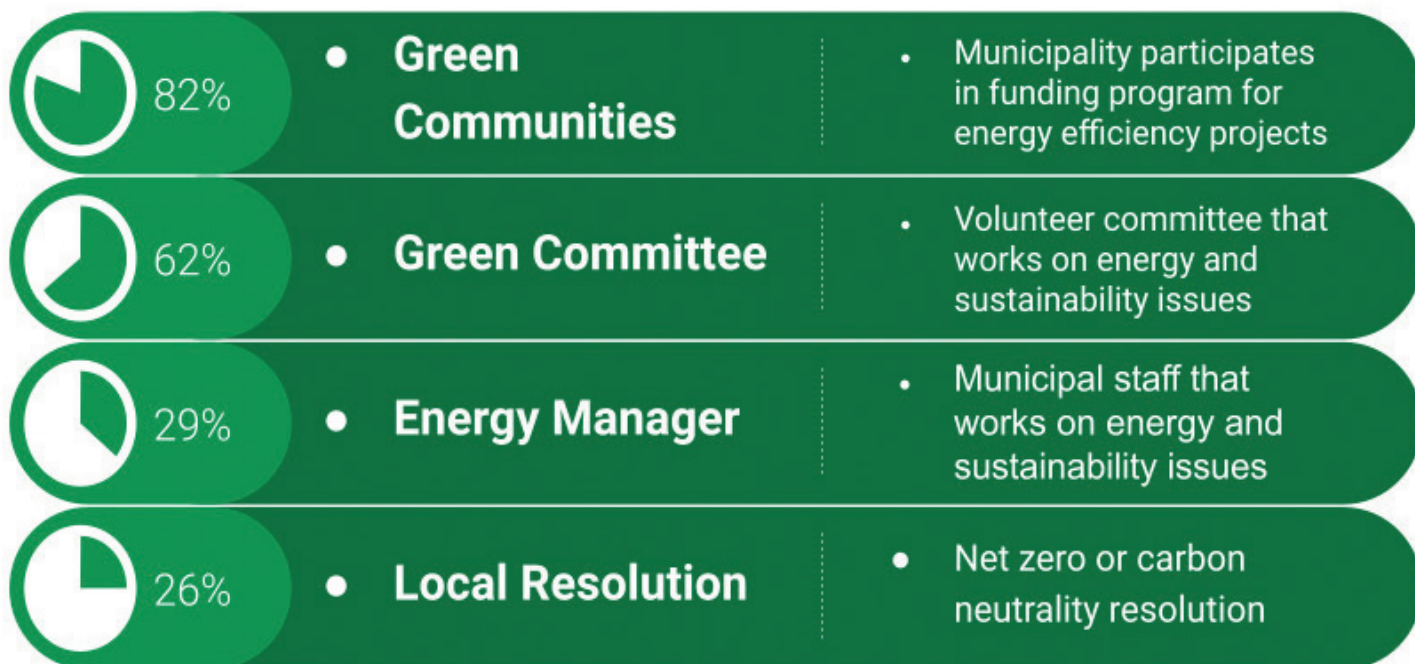 82%
• Green
Communities
• Municipality participates
in funding program for
energy efficiency projects
62%
• Green Committee
• Volunteer committee that
works on energy and
sustainability issues
29%
• Energy Manager
• Municipal staff that
works on energy and
sustainability issues
26%
• Local Resolution
• Net zero or carbon
neutrality resolution